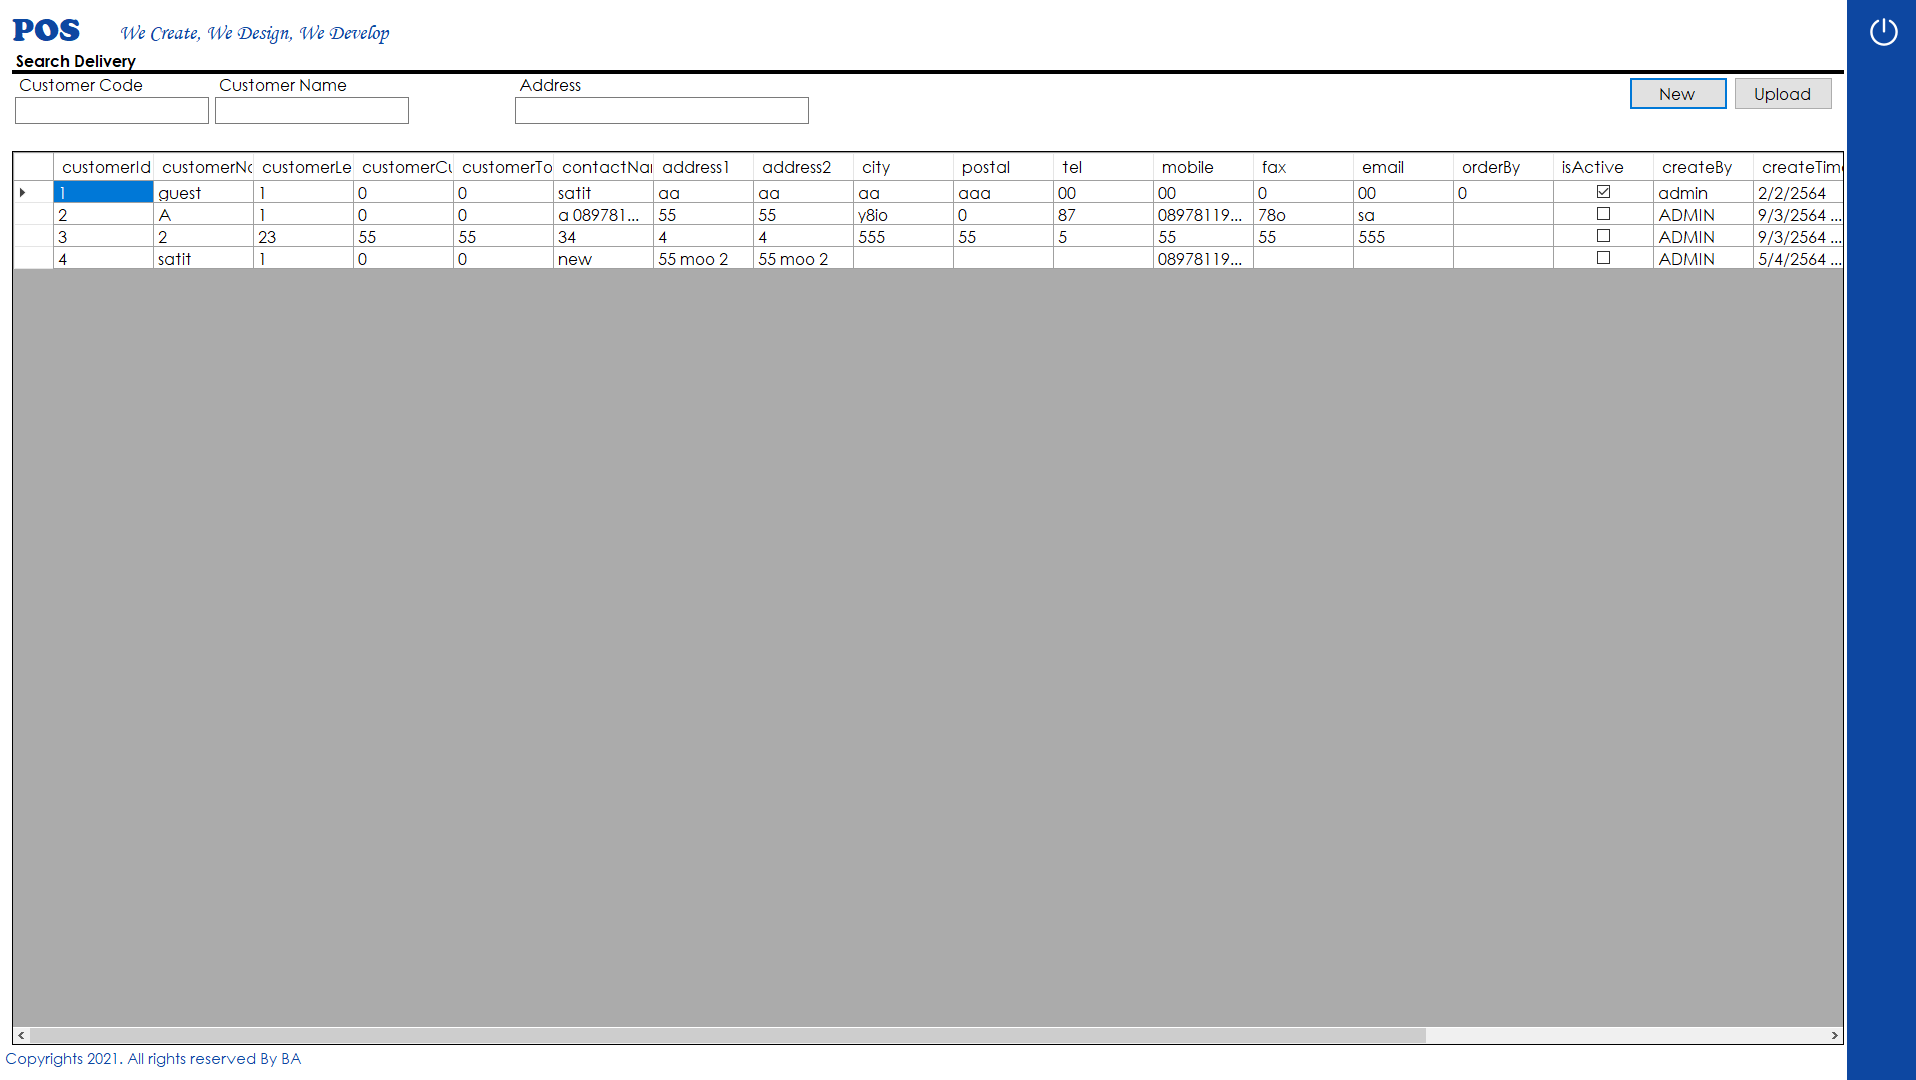 POS We Create, We Design, We Develop
Search Delivery
Customer Code Customer Name Address New Upload
customerId customerNo customerLe customerCu customerTo contactNar address1 address2 city postal tel mobile fax email orderBy isActive createBy createTime
1 guest 1 0 0 satit aa aa aa aaa 00 00 0 00 0 admin 2/2/2564
2 A 1 0 0 a 089781... 55 55 y8io 0 87 08978119... 78o sa ADMIN 9/3/2564 ...
3 2 23 55 55 34 4 4 555 55 5 55 55 555 ADMIN 9/3/2564 ...
4 satit 1 0 0 new 55 moo 2 55 moo 2 08978119... ADMIN 5/4/2564 ...
Copyrights 2021. All rights reserved By BA